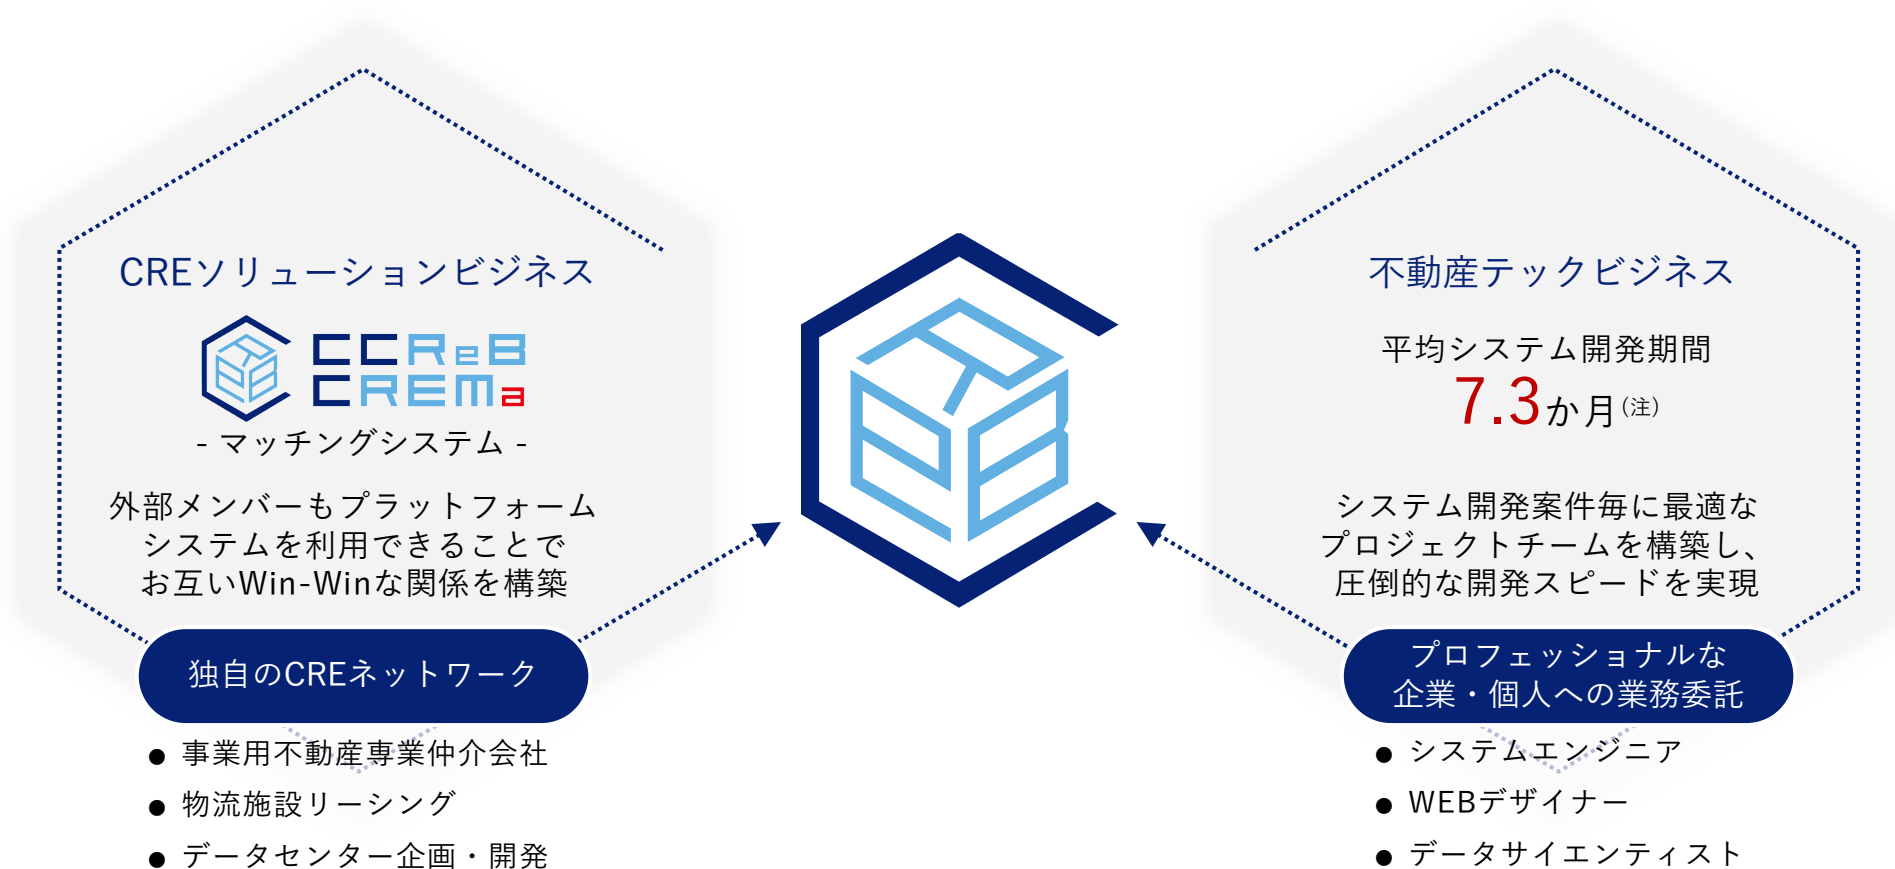 CREソリューションビジネス
CCReB
CREMa
- マッチングシステム -
外部メンバーもプラットフォーム
システムを利用できることで
お互いWin-Winな関係を構築
独自のCREネットワーク
● 事業用不動産専業仲介会社
● 物流施設リーシング
● データセンター企画・開発
不動産テックビジネス
平均システム開発期間
7.3か月(注)
システム開発案件毎に最適な
プロジェクトチームを構築し、
圧倒的な開発スピードを実現
プロフェッショナルな
企業・個人への業務委託
● システムエンジニア
● WEBデザイナー
● データサイエンティスト